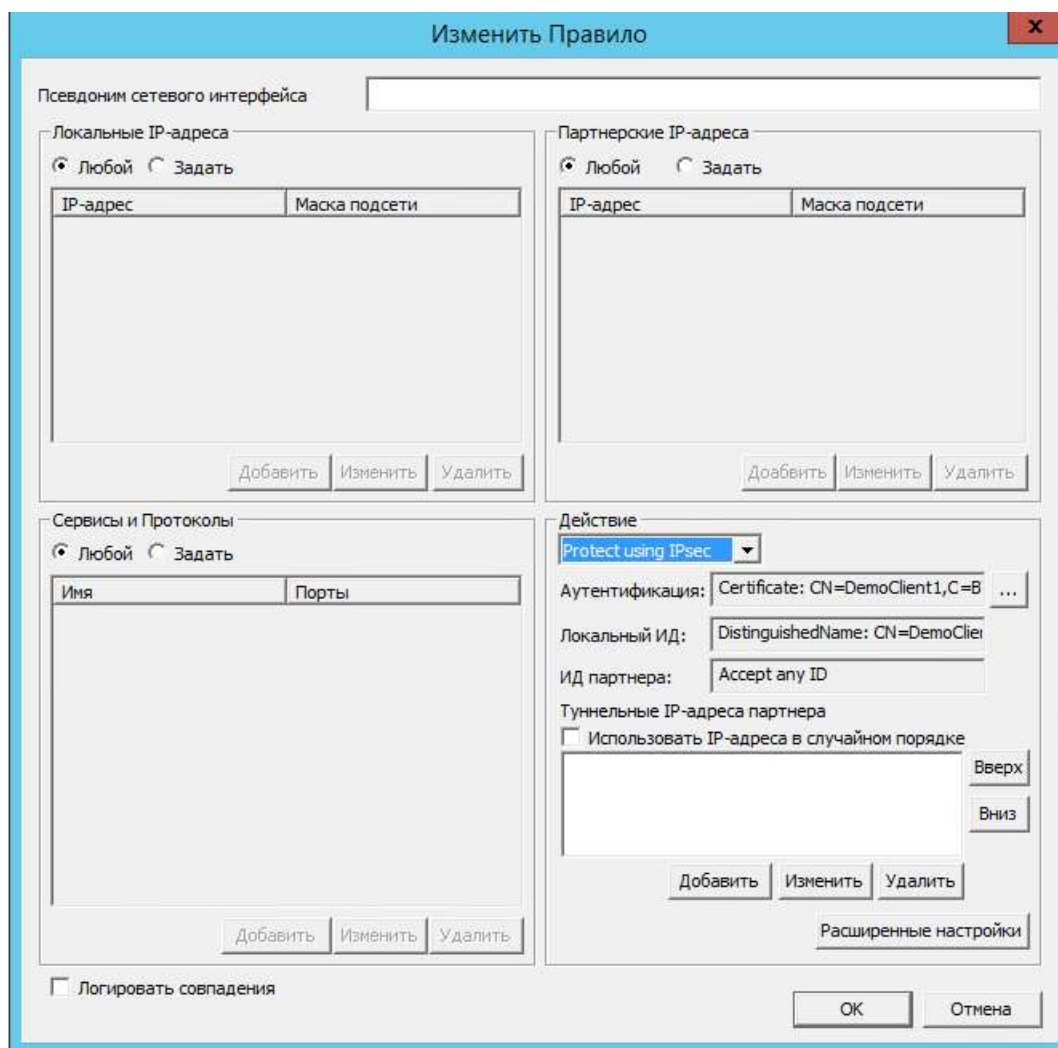 Изменить Правило
x
Псевдоним сетевого интерфейса
Локальные IP-адреса
Любой Задать
IP-адрес Маска подсети
Добавить Изменить Удалить
Партнерские IP-адреса
Любой Задать
IP-адрес Маска подсети
Доабвить Изменить Удалить
Сервисы и Протоколы
Любой Задать
Имя Порты
Добавить Изменить Удалить
Действие
Protect using IPsec
Аутентификация: Certificate: CN=DemoClient1,C=B ...
Локальный ИД: DistinguishedName: CN=DemoClie
ИД партнера: Accept any ID
Туннельные IP-адреса партнера
Использовать IP-адреса в случайном порядке
Вверх
Вниз
Добавить Изменить Удалить
Расширенные настройки
Логировать совпадения
OK Отмена